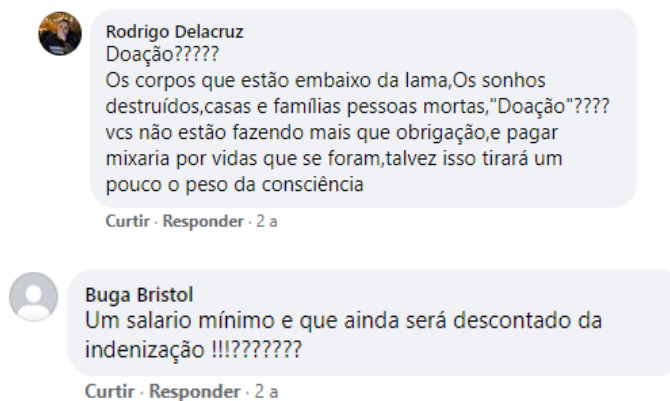 Rodrigo Delacruz
Doação?????
Os corpos que estão embaixo da lama,Os sonhos
destruídos,casas e famílias pessoas mortas,"Doação"????
vcs não estão fazendo mais que obrigação,e pagar
mixaria por vidas que se foram,talvez isso tirará um
pouco o peso da consciência
Curtir · Responder · 2 a
Buga Bristol
Um salario mínimo e que ainda será descontado da
indenização !!!???????
Curtir · Responder · 2 a